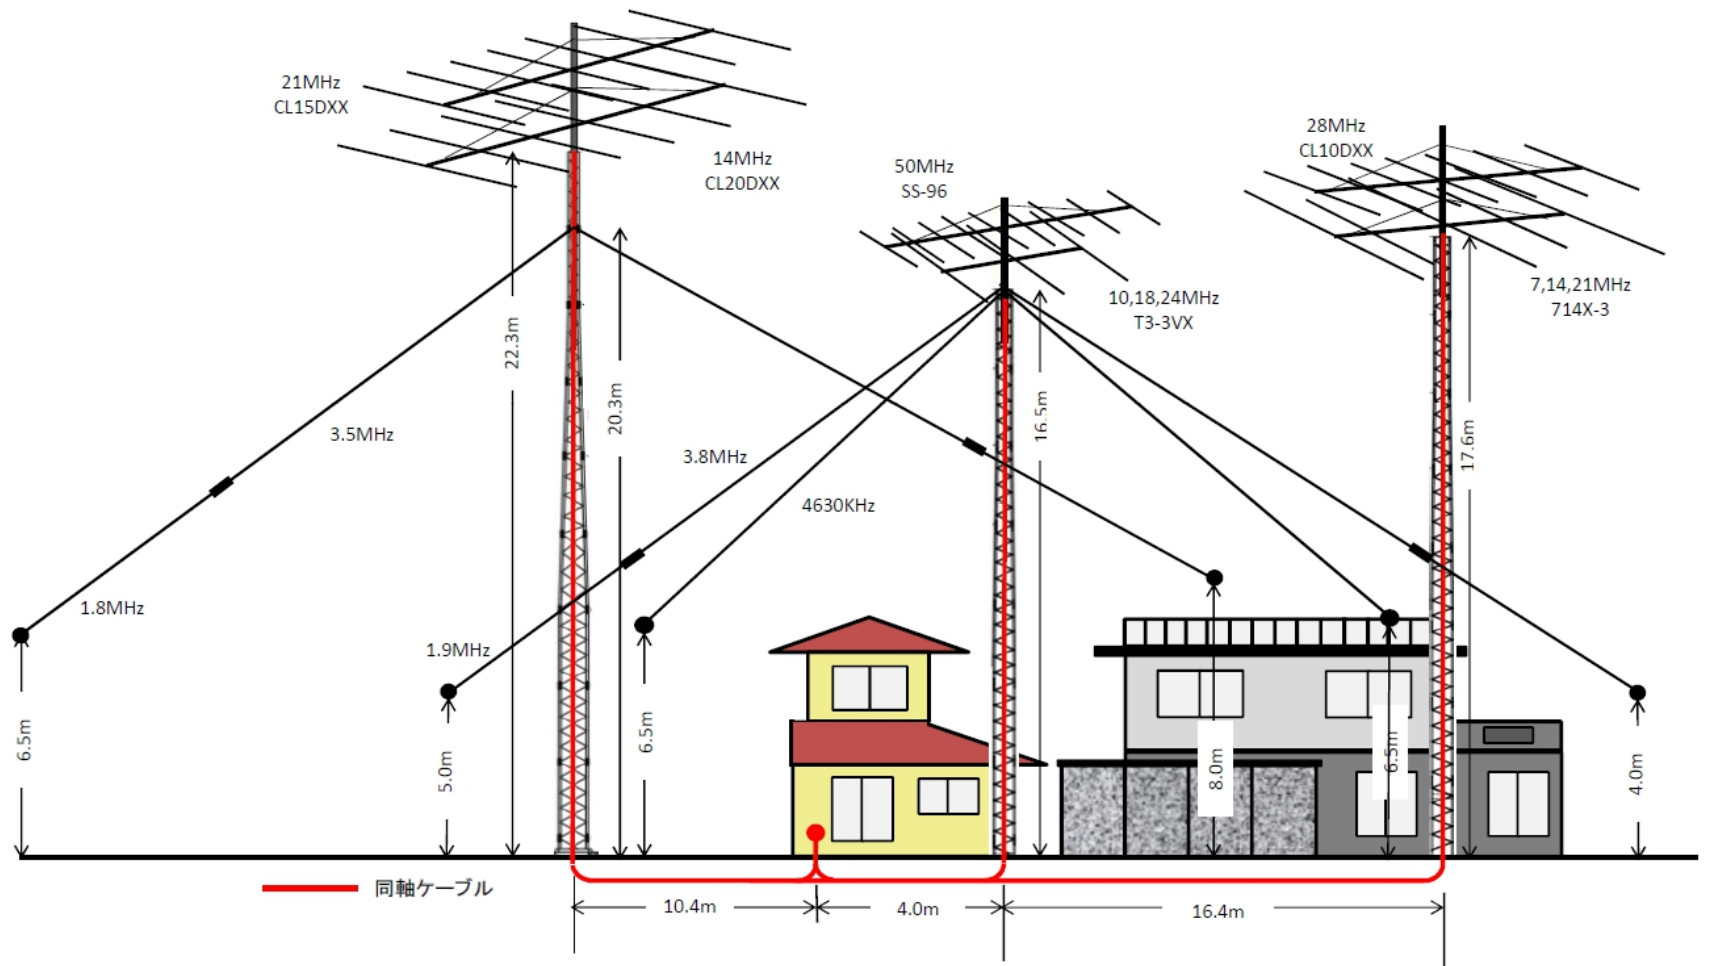 21MHz
CL15DXX
14MHz
CL20DXX
50MHz
SS-96
28MHz
CL10DXX
10,18,24MHz
T3-3VX
7,14,21MHz
714X-3
22.3m
20.3m
16.5m
17.6m
3.5MHz
3.8MHz
4630KHz
1.8MHz
1.9MHz
6.5m
5.0m
6.5m
8.0m
6.5m
4.0m
同軸ケーブル
10.4m
4.0m
16.4m